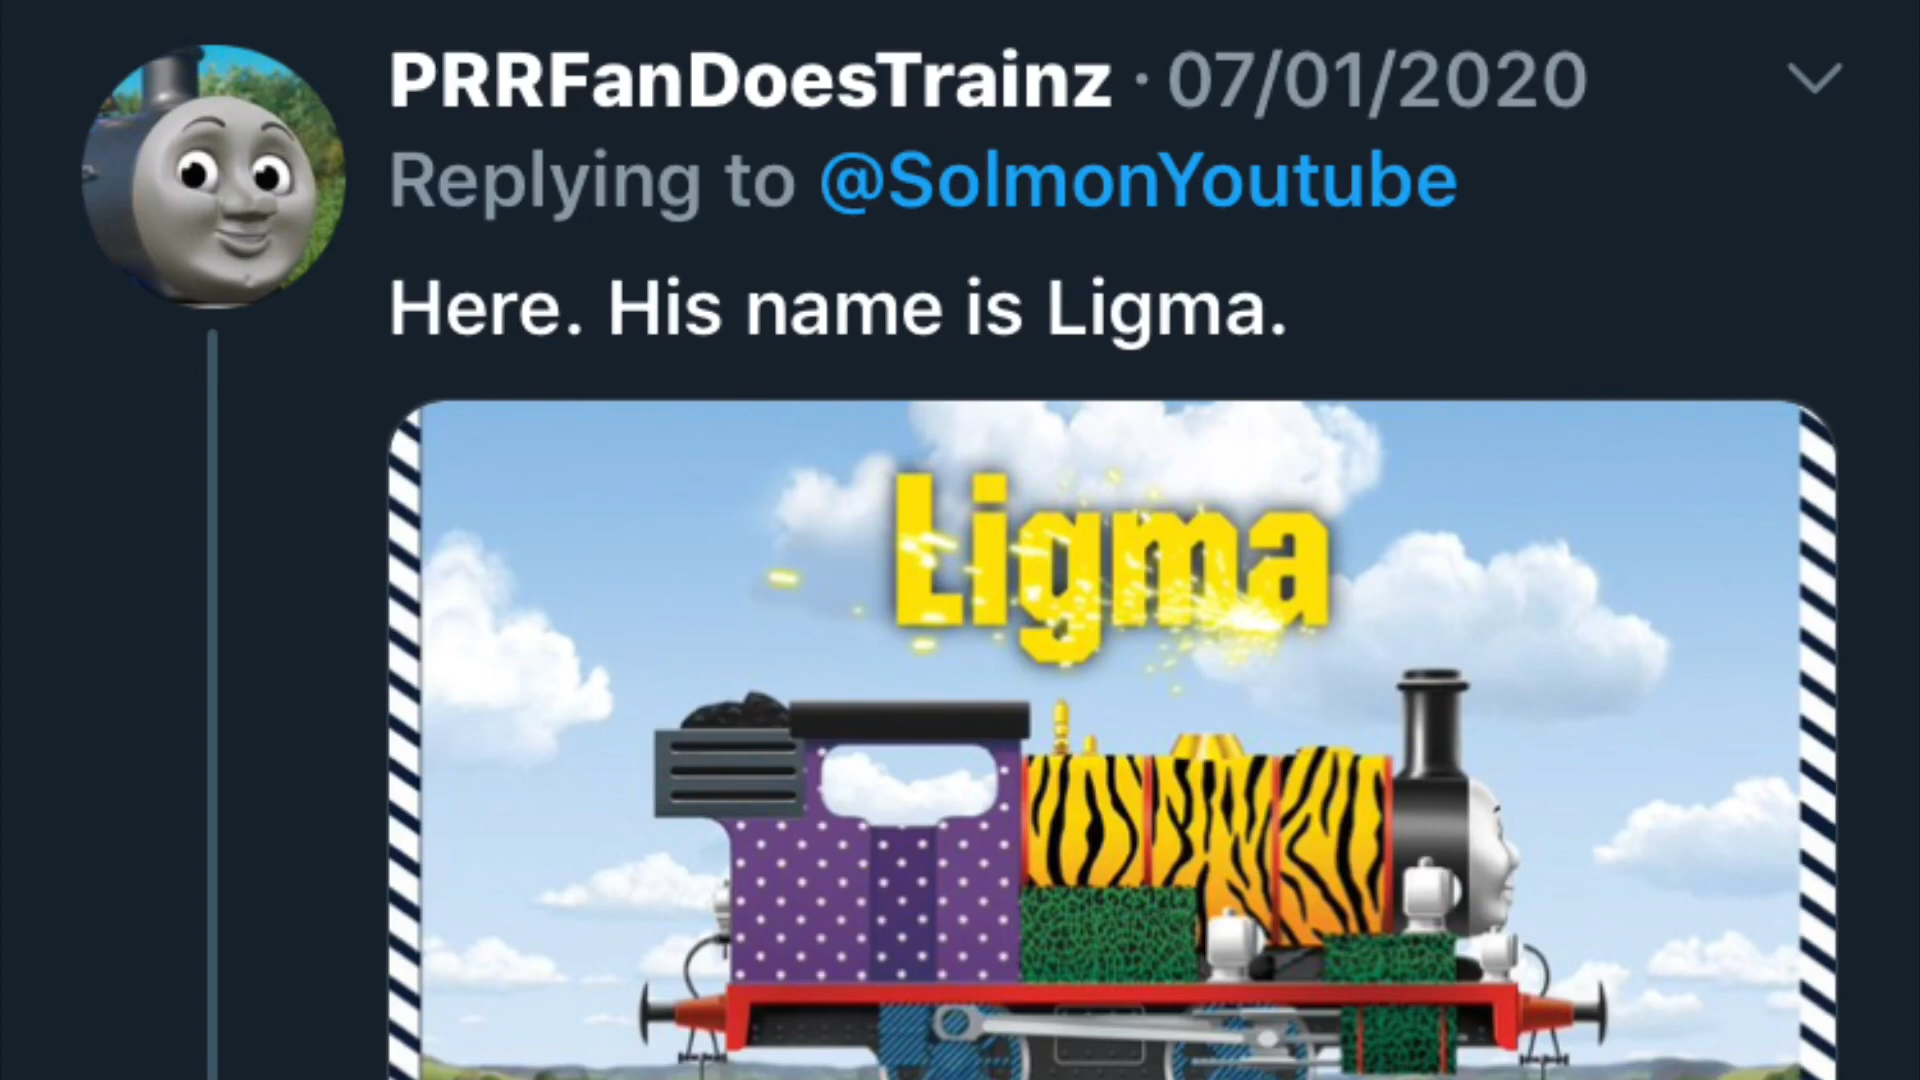 PRRFanDoesTrainz · 07/01/2020
Replying to @SolmonYoutube
Here. His name is Ligma.
Ligma